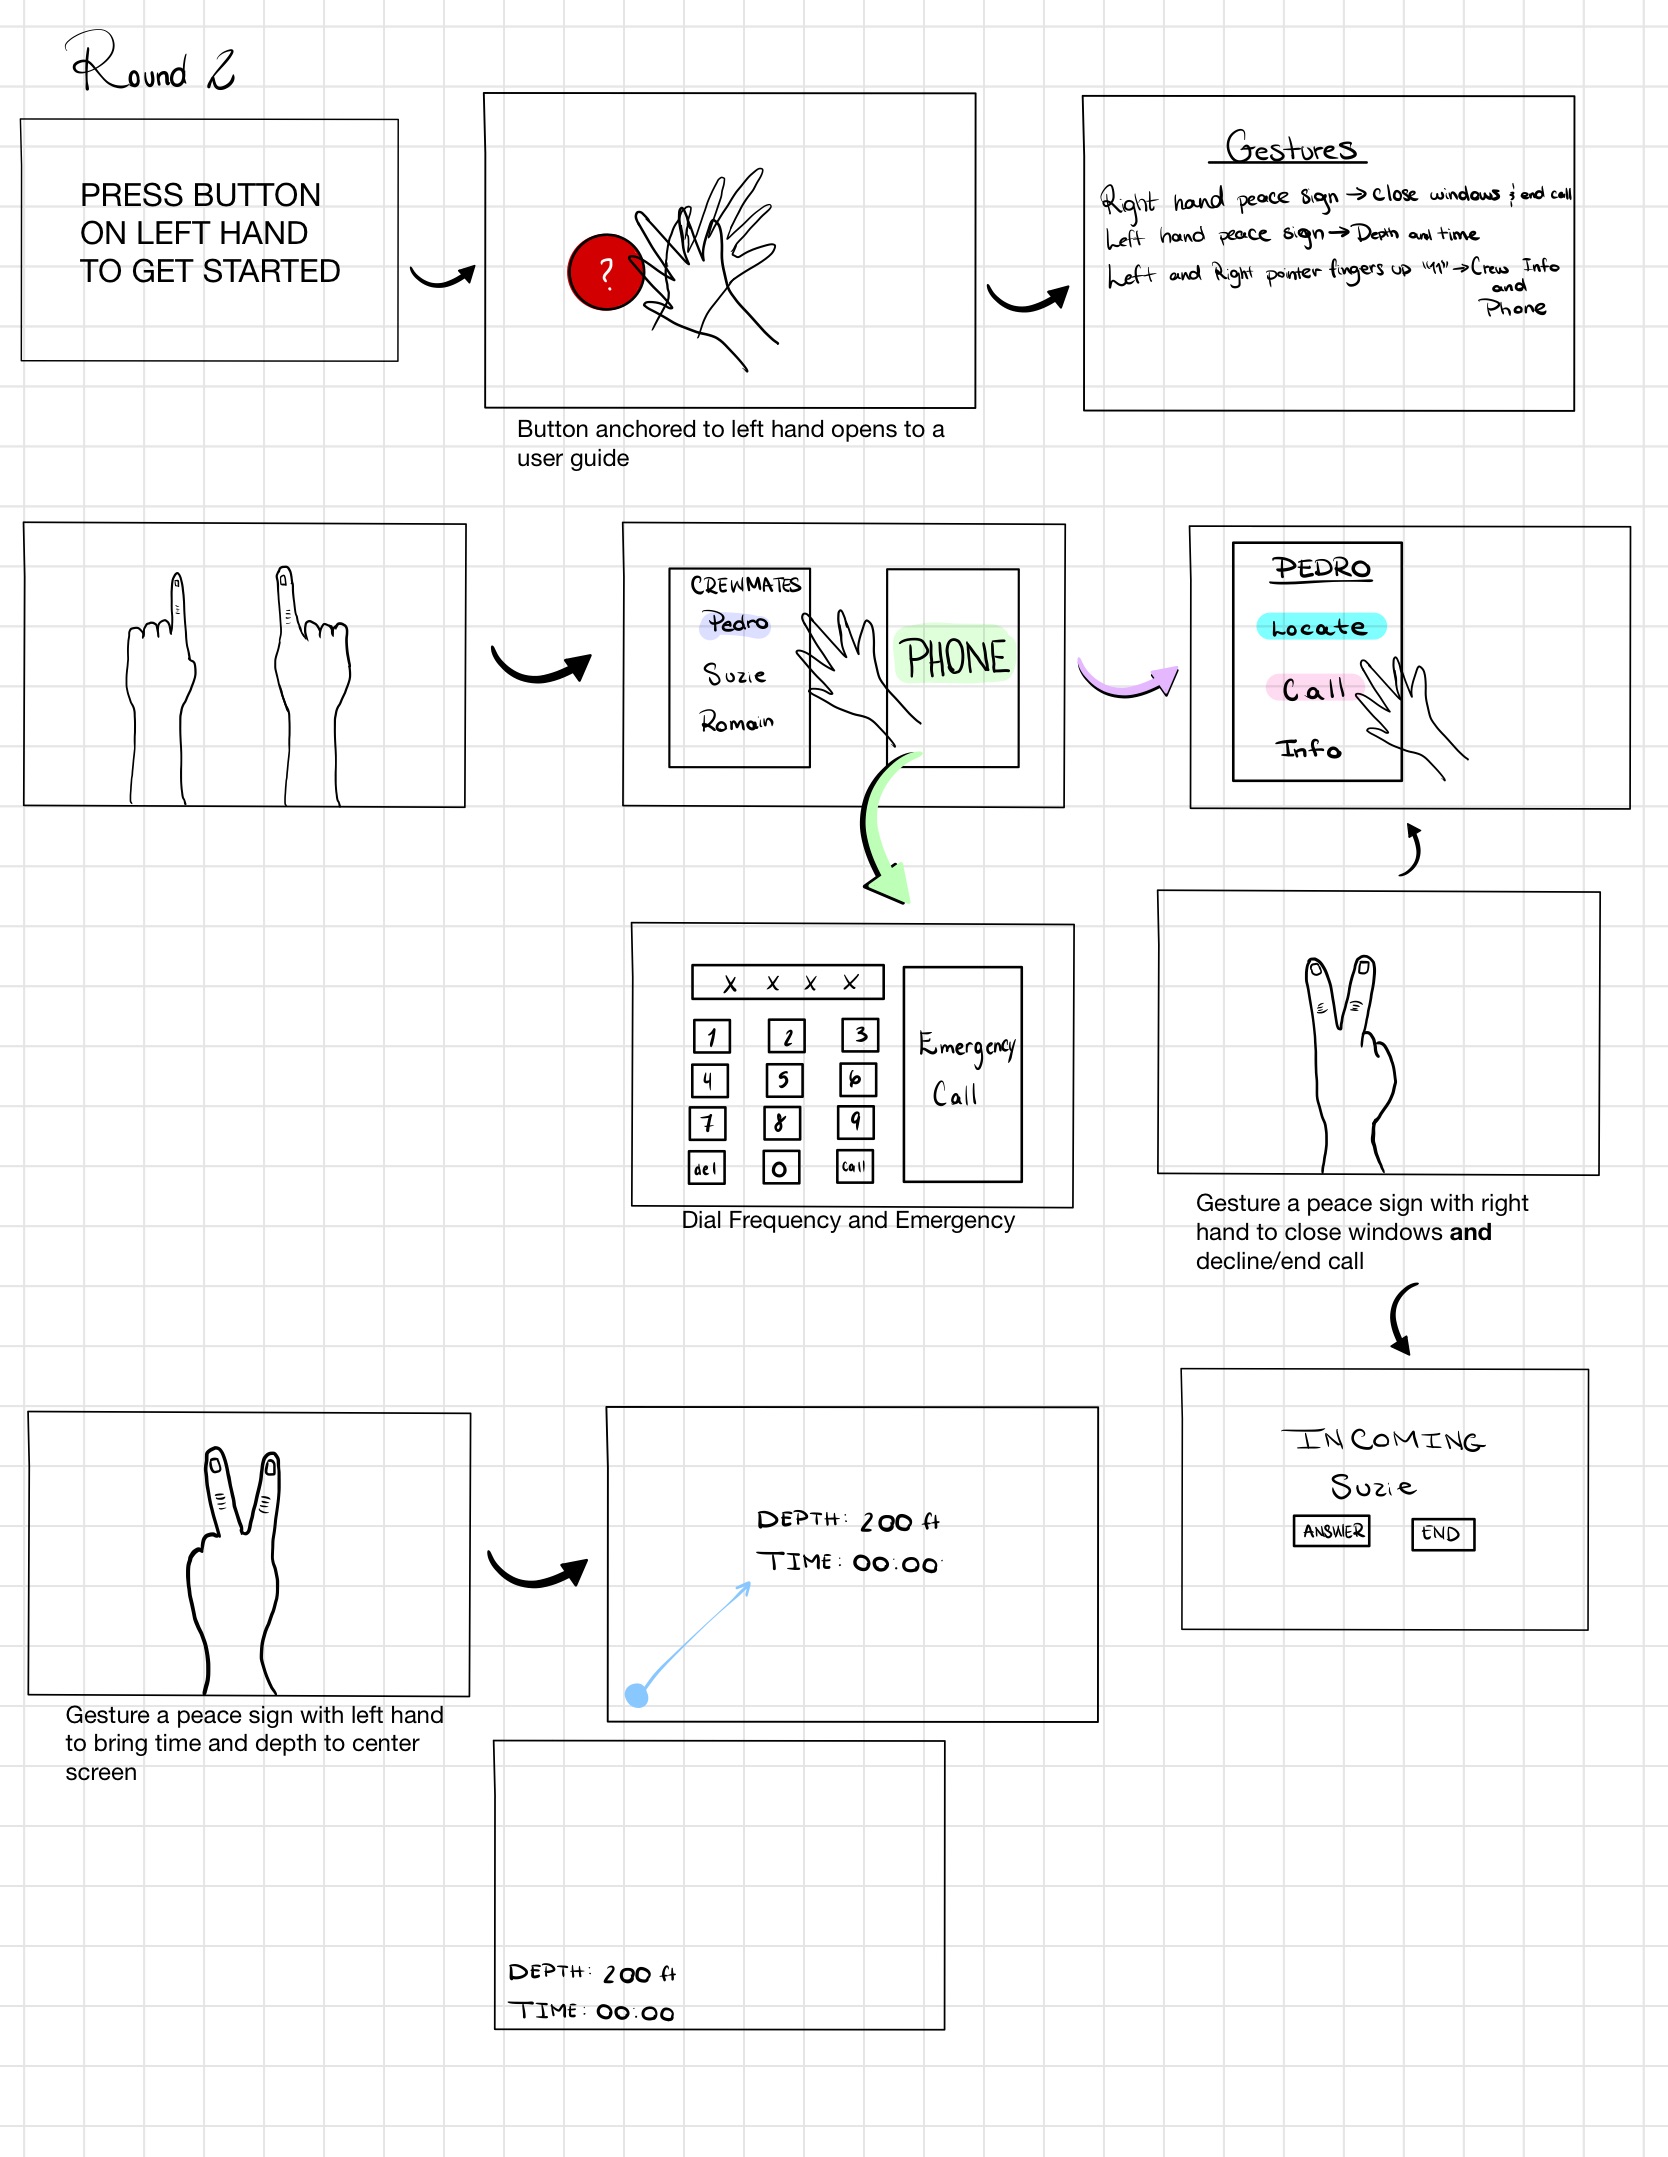 Round 2
PRESS BUTTON
ON LEFT HAND
TO GET STARTED
?
Button anchored to left hand opens to a
user guide
Gestures
Right hand peace sign → Close windows & end call
Left hand peace sign → Depth and time
Left and Right pointer fingers up "11" → Crew Info
and
Phone
CREWMATES
Pedro
Suzie
Romain
PHONE
PEDRO
Locate
Call
Info
X X X X
1 2 3
4 5 6
7 8 9
del 0 call
Emergency
Call
Dial Frequency and Emergency
Gesture a peace sign with right
hand to close windows and
decline/end call
INCOMING
Suzie
ANSWER END
Gesture a peace sign with left hand
to bring time and depth to center
screen
DEPTH: 200 ft
TIME: 00:00
DEPTH: 200 ft
TIME: 00:00